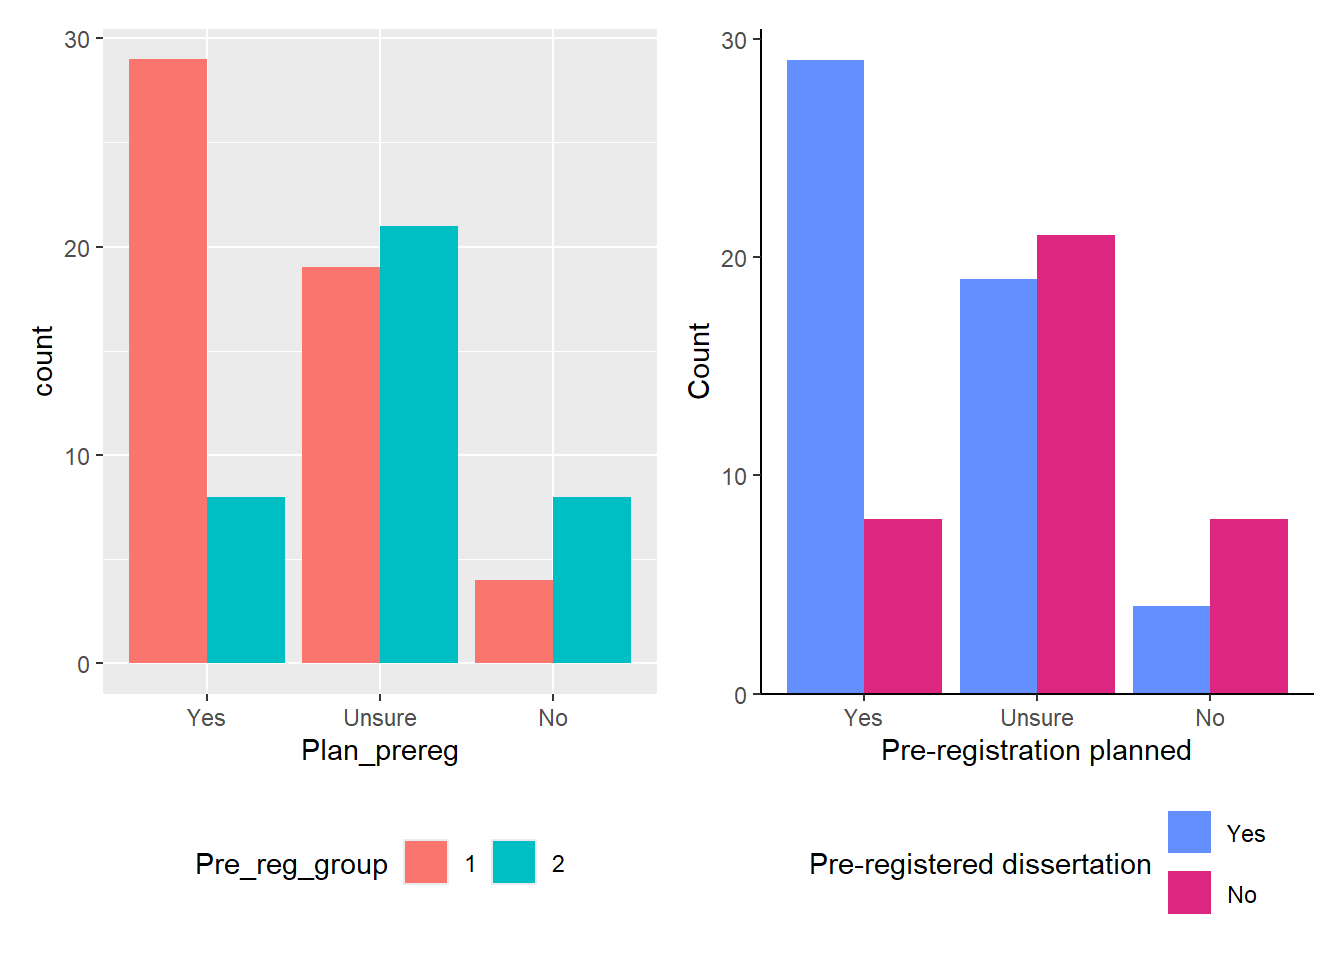 30
20
10
0
count
Yes Unsure No
Plan_prereg
Pre_reg_group 1 2
30
20
10
0
Count
Yes Unsure No
Pre-registration planned
Pre-registered dissertation
Yes
No